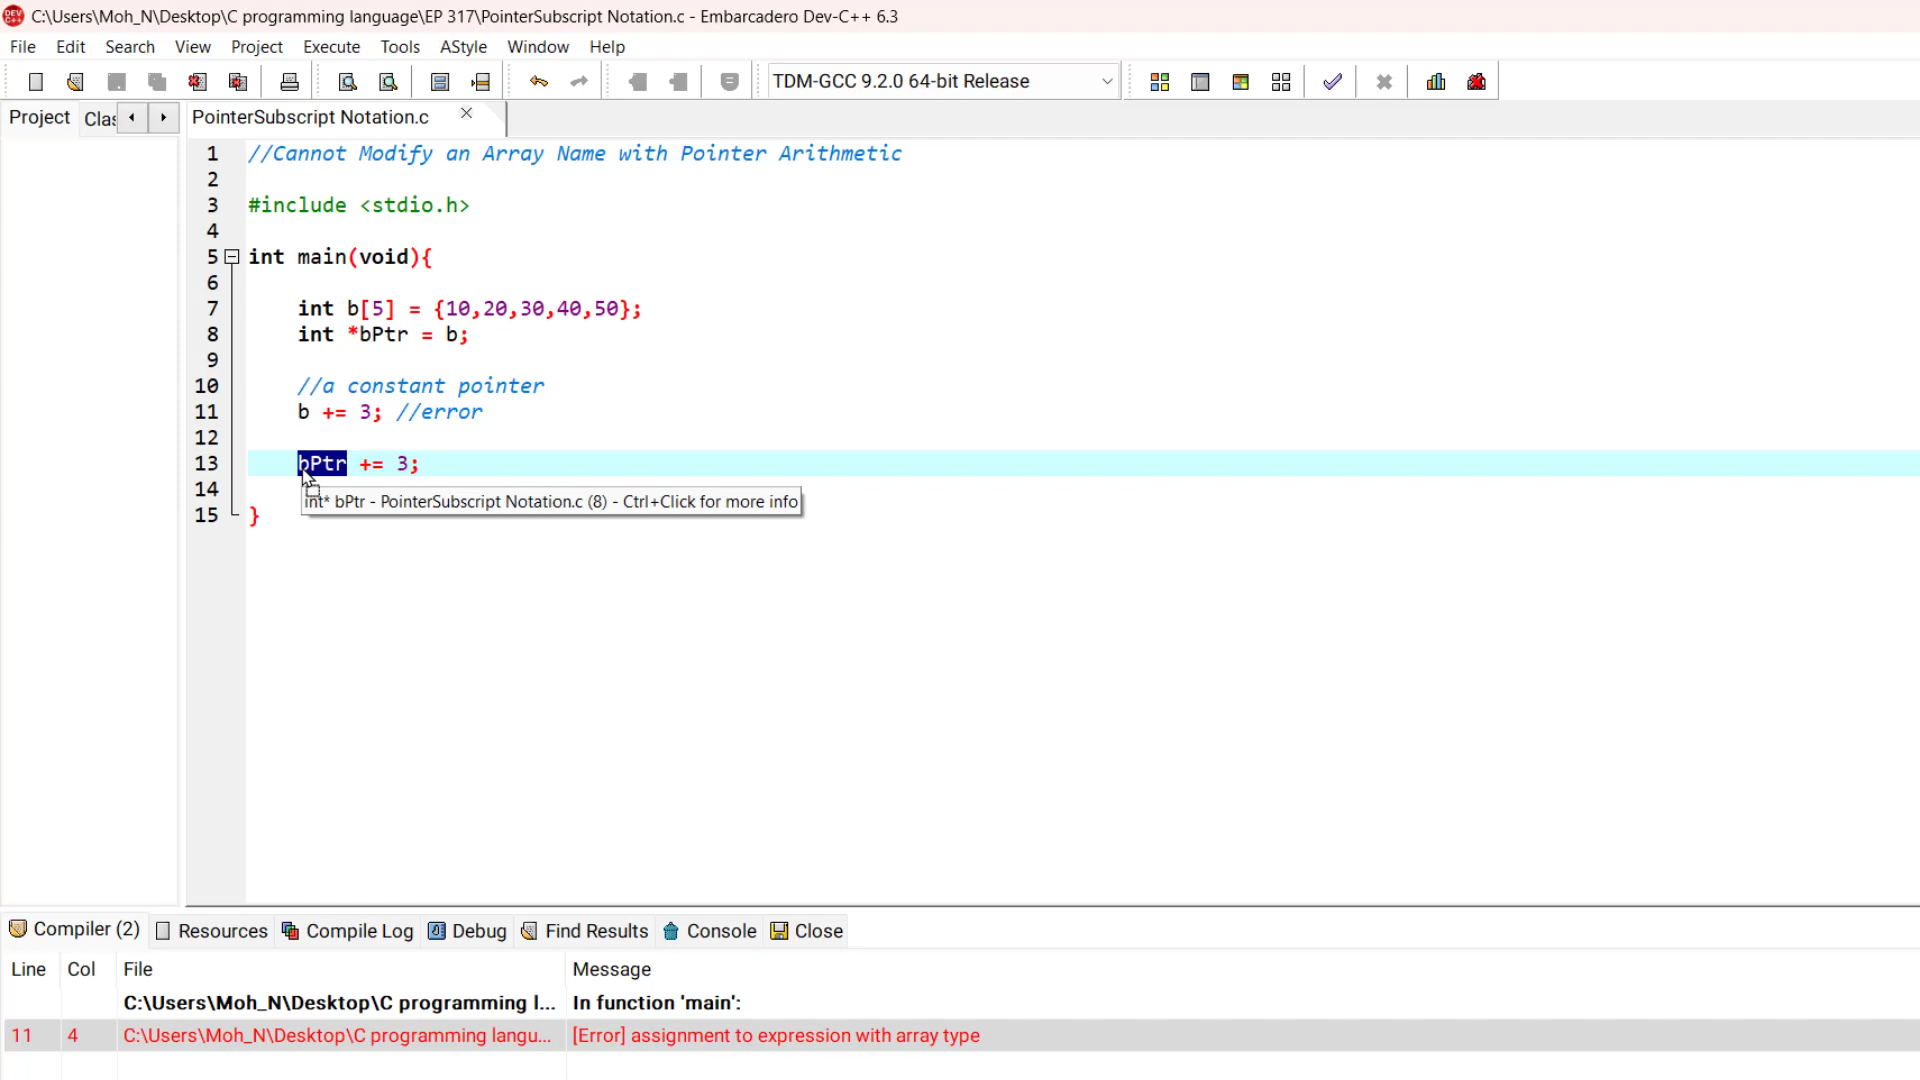 C:\Users\Moh_N\Desktop\C programming language\EP 317\PointerSubscript Notation.c - Embarcadero Dev-C++ 6.3
File Edit Search View Project Execute Tools AStyle Window Help
TDM-GCC 9.2.0 64-bit Release
Project Clas PointerSubscript Notation.c
1 //Cannot Modify an Array Name with Pointer Arithmetic
2
3 #include <stdio.h>
4
5 int main(void){
6
7 int b[5] = {10,20,30,40,50};
8 int *bPtr = b;
9
10 //a constant pointer
11 b += 3; //error
12
13 bPtr += 3;
14
int* bPtr - PointerSubscript Notation.c (8) - Ctrl+Click for more info
15 }
Compiler (2) Resources Compile Log Debug Find Results Console Close
Line Col File Message
C:\Users\Moh_N\Desktop\C programming l... In function 'main':
11 4 C:\Users\Moh_N\Desktop\C programming langu... [Error] assignment to expression with array type